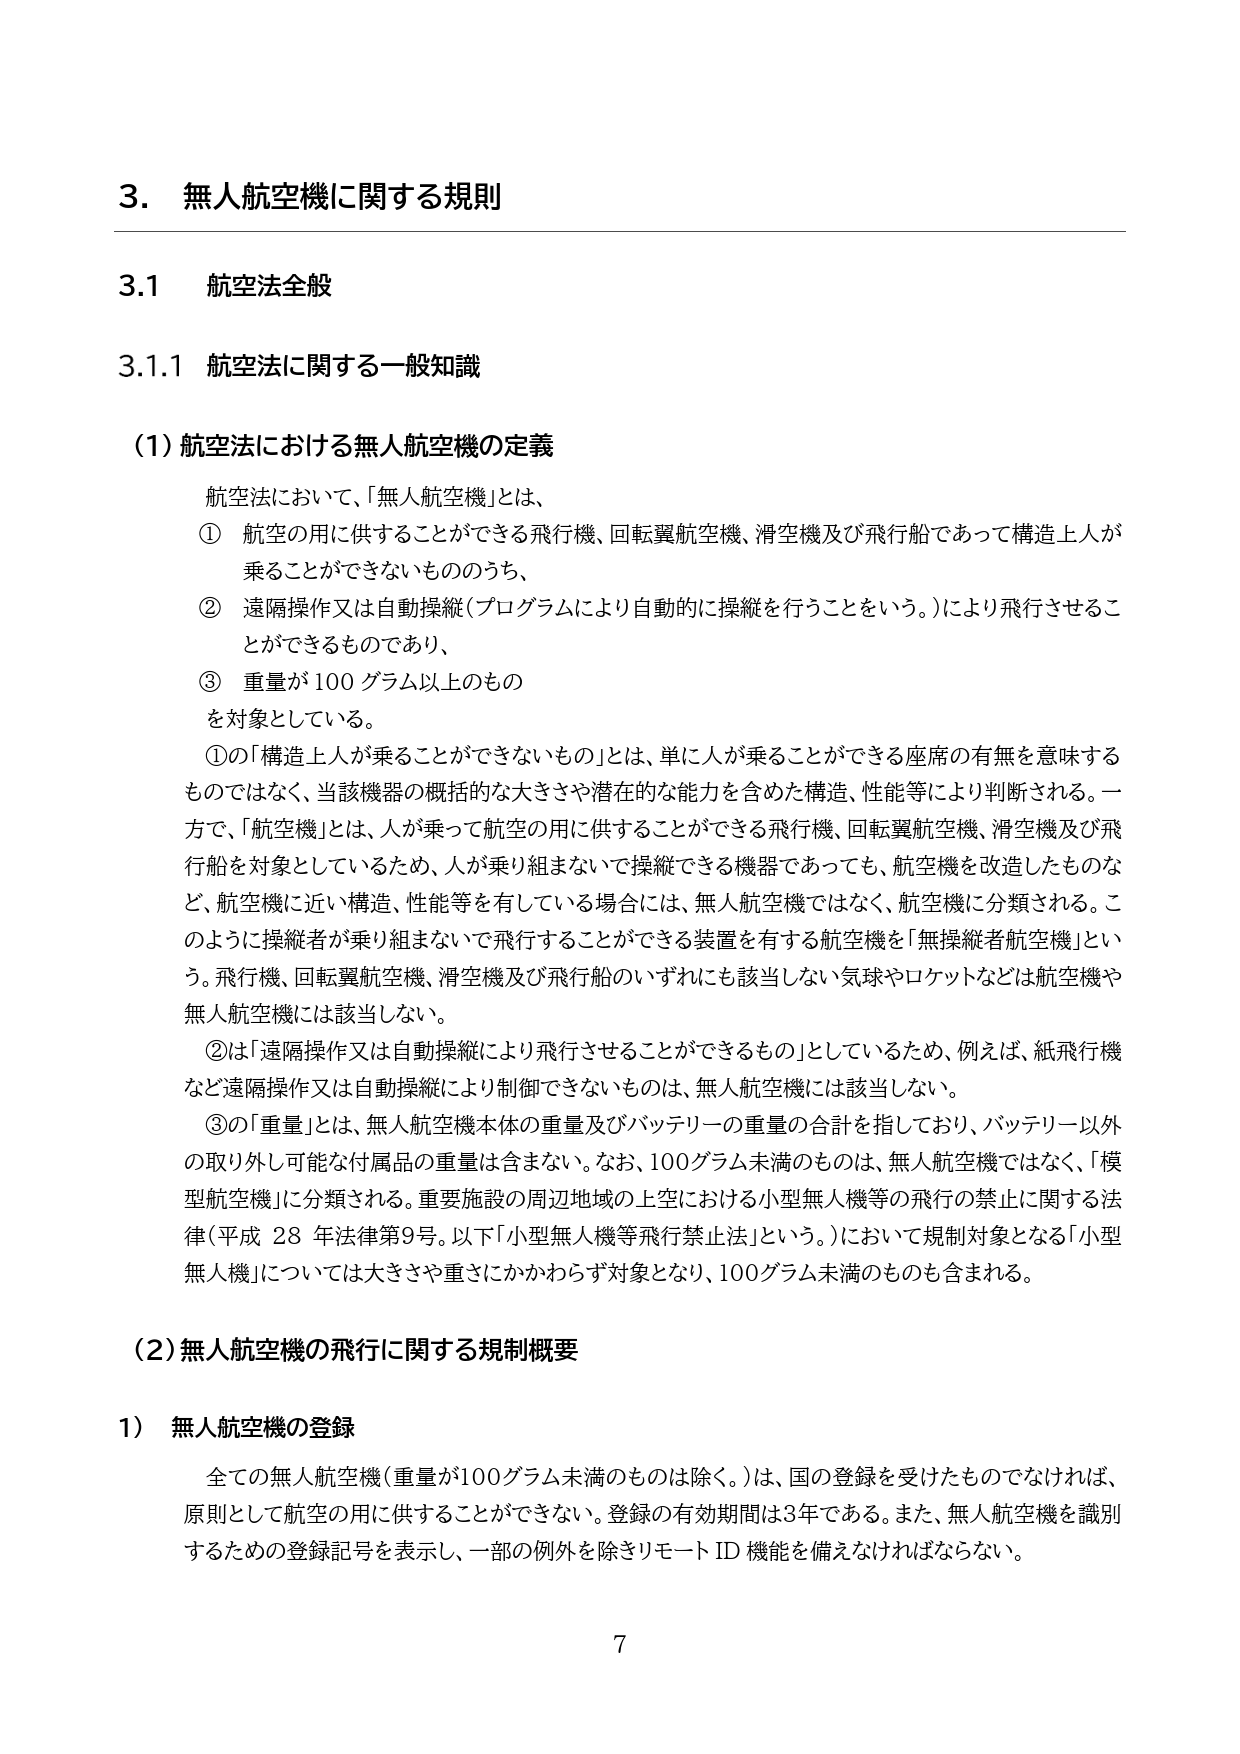 3. 無人航空機に関する規則
3.1 航空法全般
3.1.1 航空法に関する一般知識
（1）航空法における無人航空機の定義
航空法において、「無人航空機」とは、
① 航空の用に供することができる飛行機、回転翼航空機、滑空機及び飛行船であって構造上人が
乗ることができないもののうち、
② 遠隔操作又は自動操縦（プログラムにより自動的に操縦を行うことをいう。）により飛行させるこ
とができるものであり、
③ 重量が 100 グラム以上のもの
を対象としている。
①の「構造上人が乗ることができないもの」とは、単に人が乗ることができる座席の有無を意味する
ものではなく、当該機器の概括的な大きさや潜在的な能力を含めた構造、性能等により判断される。一
方で、「航空機」とは、人が乗って航空の用に供することができる飛行機、回転翼航空機、滑空機及び飛
行船を対象としているため、人が乗り組まないで操縦できる機器であっても、航空機を改造したものな
ど、航空機に近い構造、性能等を有している場合には、無人航空機ではなく、航空機に分類される。こ
のように操縦者が乗り組まないで飛行することができる装置を有する航空機を「無操縦者航空機」とい
う。飛行機、回転翼航空機、滑空機及び飛行船のいずれにも該当しない気球やロケットなどは航空機や
無人航空機には該当しない。
②は「遠隔操作又は自動操縦により飛行させることができるもの」としているため、例えば、紙飛行機
など遠隔操作又は自動操縦により制御できないものは、無人航空機には該当しない。
③の「重量」とは、無人航空機本体の重量及びバッテリーの重量の合計を指しており、バッテリー以外
の取り外し可能な付属品の重量は含まない。なお、100グラム未満のものは、無人航空機ではなく、「模
型航空機」に分類される。重要施設の周辺地域の上空における小型無人機等の飛行の禁止に関する法
律（平成 28 年法律第9号。以下「小型無人機等飛行禁止法」という。）において規制対象となる「小型
無人機」については大きさや重さにかかわらず対象となり、100グラム未満のものも含まれる。
（2）無人航空機の飛行に関する規制概要
1） 無人航空機の登録
全ての無人航空機（重量が100グラム未満のものは除く。）は、国の登録を受けたものでなければ、
原則として航空の用に供することができない。登録の有効期間は3年である。また、無人航空機を識別
するための登録記号を表示し、一部の例外を除きリモート ID 機能を備えなければならない。
7